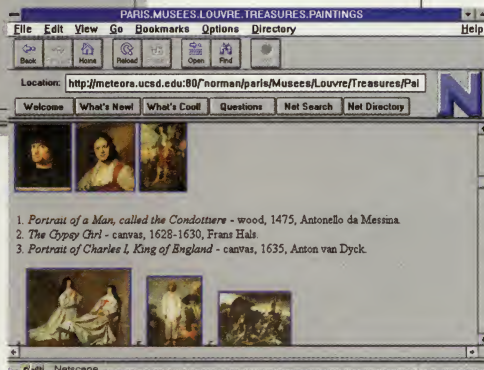 PARIS.MUSEES.LOUVRE.TREASURES.PAINTINGS
File Edit View Go Bookmarks Options Directory Help
Back Home Reload Open Find
Location: http://meteora.ucsd.edu:80/~norman/paris/Musees/Louvre/Treasures/Pai
Welcome What's New! What's Cool! Questions Net Search Net Directory
N
1. Portrait of a Man, called the Condottiere - wood, 1475, Antonello da Messina.
2. The Gypsy Girl - canvas, 1628-1630, Frans Hals.
3. Portrait of Charles I, King of England - canvas, 1635, Anton van Dyck.
Netscape